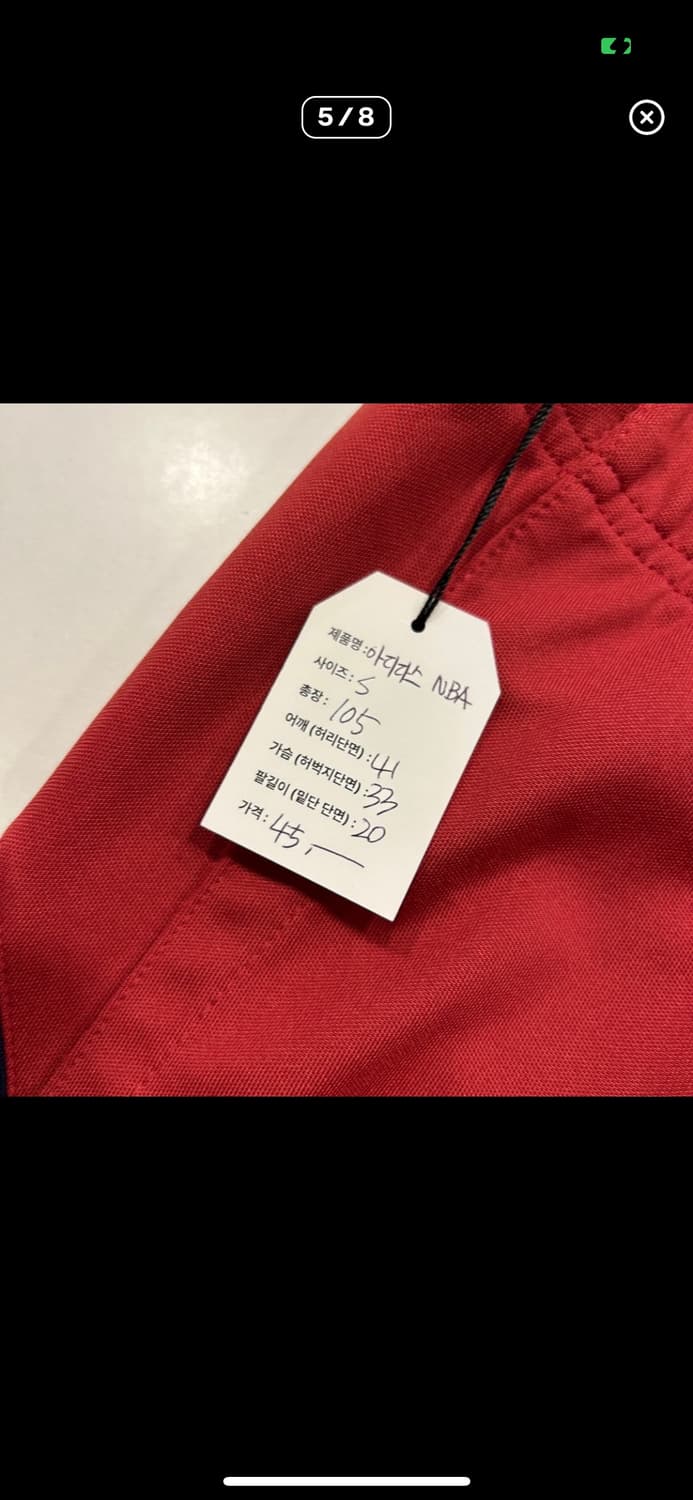 5/8
제품명:아디다스 NBA
사이즈: S
총장: 105
어깨 (허리단면) :41
가슴 (허벅지단면) :33
팔길이 (밑단 단면) :20
가격: 45,—